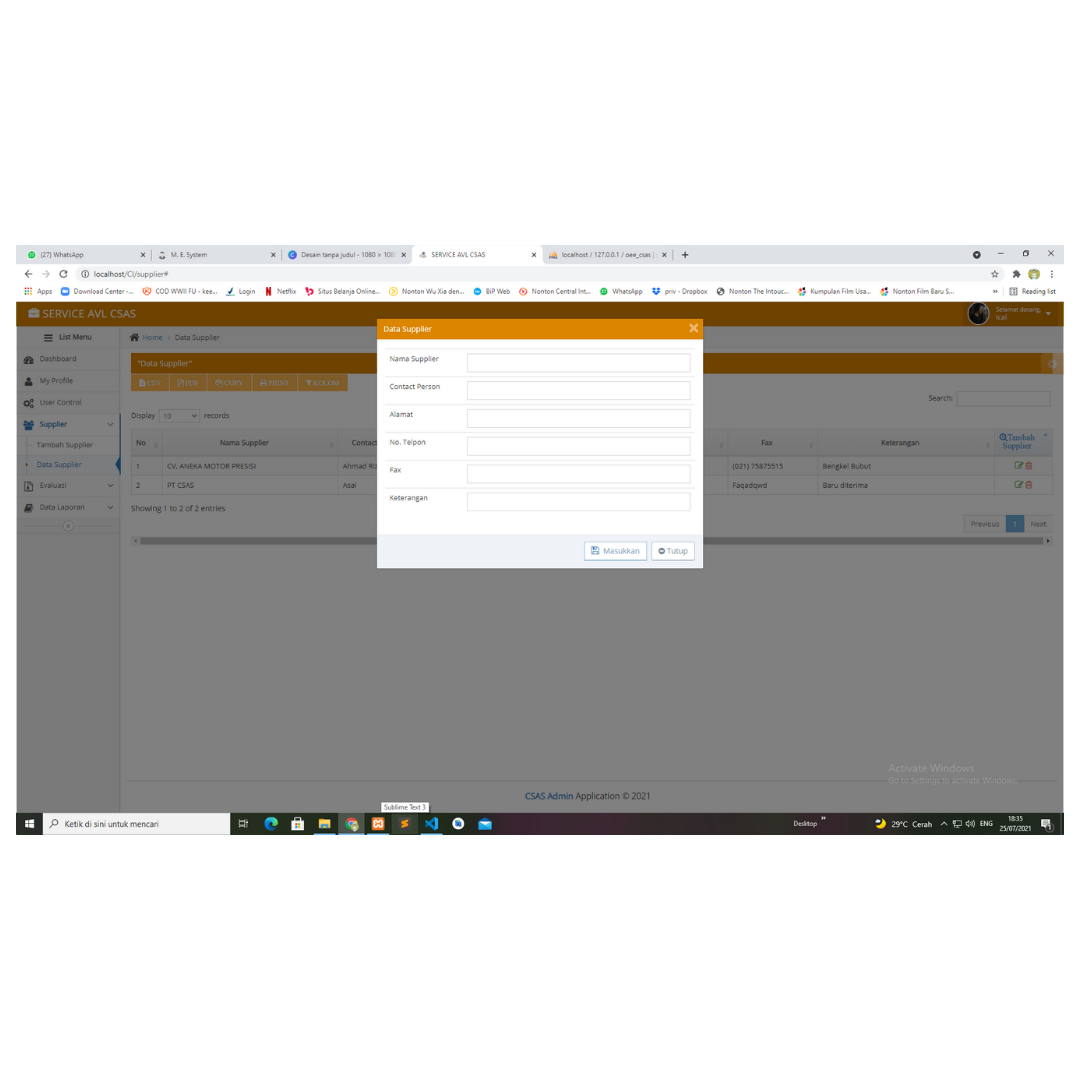 (27) WhatsApp
M. E. System
Desain tanpa judul - 1080 × 108
SERVICE AVL CSAS
localhost / 127.0.0.1 / oee_csas |
localhost/CI/supplier#
Apps
Download Center -...
COD WWII FU - kee...
Login
Netflix
Situs Belanja Online...
Nonton Wu Xia den...
BiP Web
Nonton Central Int...
WhatsApp
priv - Dropbox
Nonton The Intouc...
Kumpulan Film Usa...
Nonton Film Baru S...
»
Reading list
SERVICE AVL CSAS
Selamat datang,
List Menu
Home
Data Supplier
Dashboard
My Profile
User Control
Supplier
Tambah Supplier
Data Supplier
Evaluasi
Data Laporan
"Data Supplier"
CSV
PDF
COPY
PRINT
KOLOM
Search:
Display 10 records
No
Nama Supplier
Contact
Fax
Keterangan
Tambah
Supplier
1
CV. ANEKA MOTOR PRESISI
Ahmad Riz
(021) 75875515
Bengkel Bubut
2
PT CSAS
Asal
Faqadqwd
Baru diterima
Showing 1 to 2 of 2 entries
Previous
1
Next
Data Supplier
Nama Supplier
Contact Person
Alamat
No. Telpon
Fax
Keterangan
Masukkan
Tutup
Activate Windows
Go to Settings to activate Windows.
CSAS Admin Application © 2021
Sublime Text 3
Ketik di sini untuk mencari
Desktop
»
29°C Cerah
ENG
18:35
25/07/2021
1